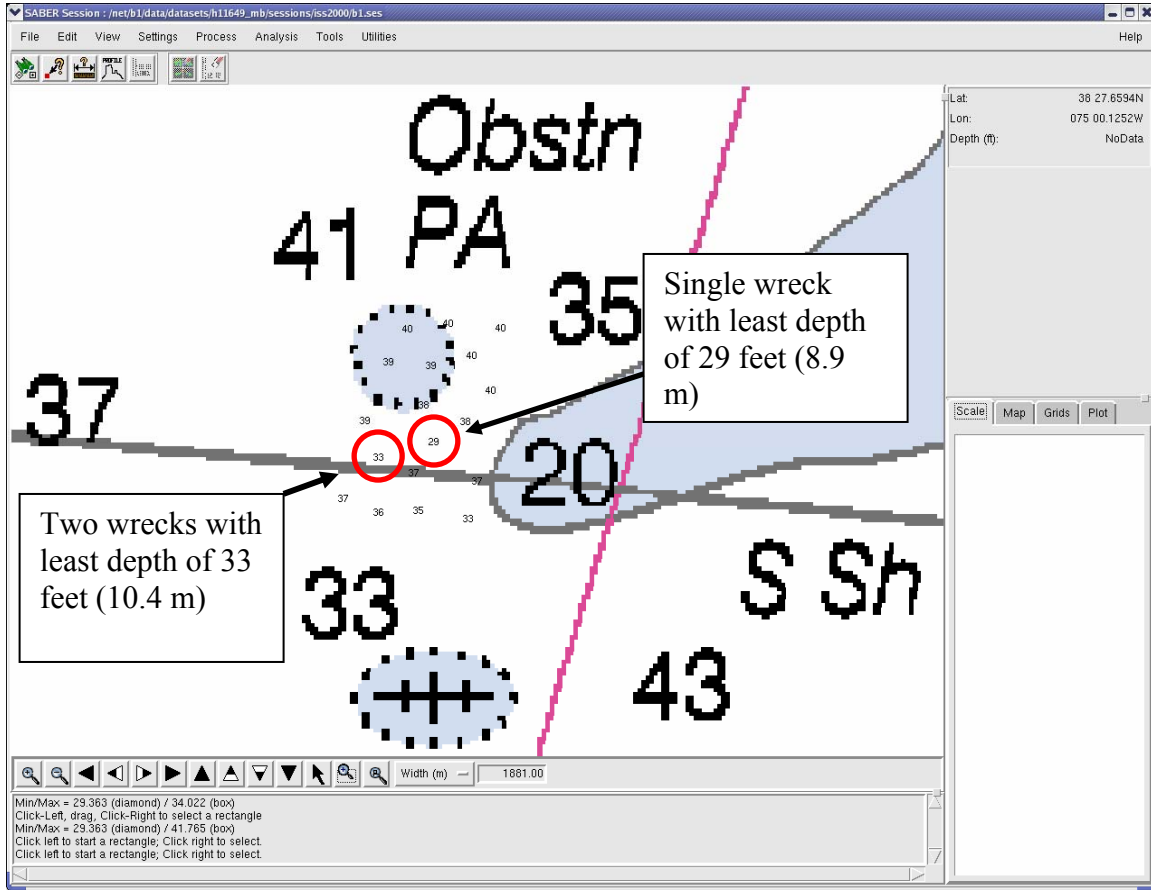 SABER Session : /net/b1/data/datasets/h11649_mb/sessions/iss2000/b1.ses
File Edit View Settings Process Analysis Tools Utilities Help
Lat: 38 27.6594N
Lon: 075 00.1252W
Depth (ft): NoData
Obstn
41 PA
35
Single wreck
with least depth
of 29 feet (8.9
m)
40 40 40
39 39 40
40
37
38
39 38
29
33
20
37 37
37
36 35 33
Two wrecks with
least depth of 33
feet (10.4 m)
33
S Sh
43
Scale Map Grids Plot
Width (m) 1881.00
Min/Max = 29.363 (diamond) / 34.022 (box)
Click-Left, drag, Click-Right to select a rectangle
Min/Max = 29.363 (diamond) / 41.765 (box)
Click left to start a rectangle; Click right to select.
Click left to start a rectangle; Click right to select.